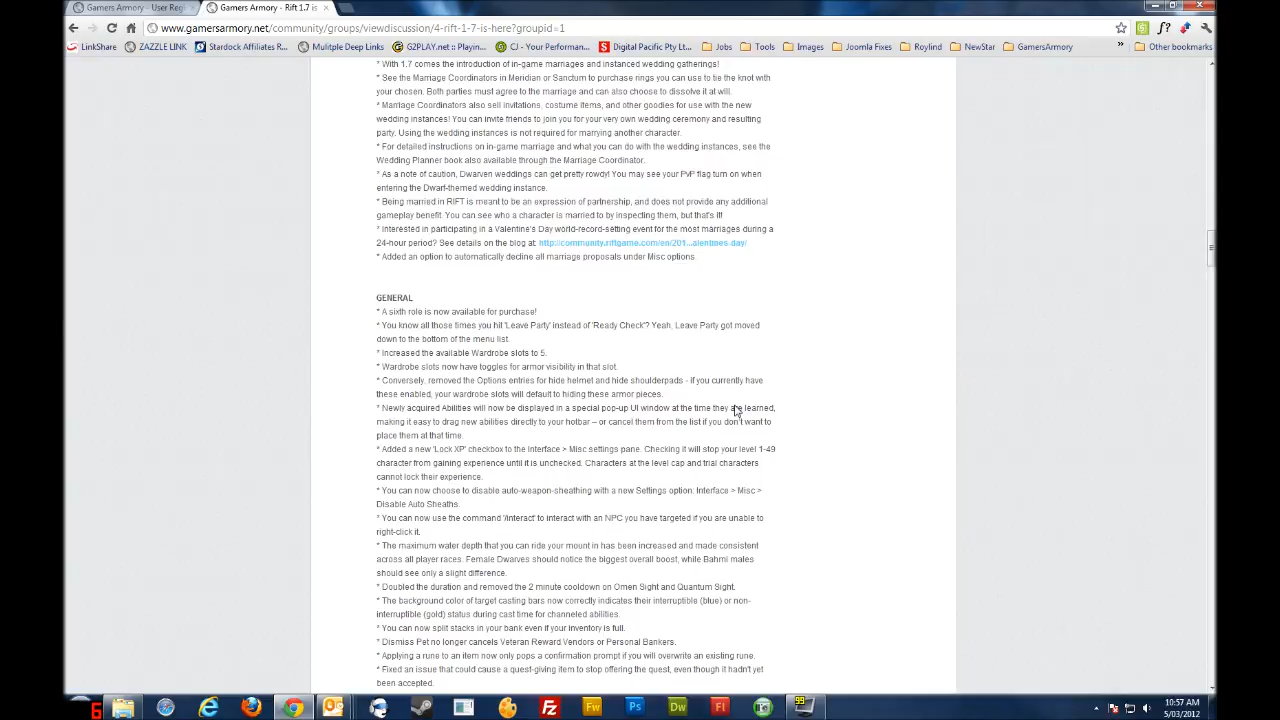 Gamers Armory - User Regi
Gamers Armory - Rift 1.7 is
www.gamersarmory.net/community/groups/viewdiscussion/4-rift-1-7-is-here?groupid=1
LinkShare ZAZZLE LINK Stardock Affiliates R... Mulitple Deep Links G2PLAY.net :: Playin... CJ - Your Performan... Digital Pacific Pty Lt... Jobs Tools Images Joomla Fixes Roylind NewStar GamersArmory » Other bookmarks
* With 1.7 comes the introduction of in-game marriages and instanced wedding gatherings!
* See the Marriage Coordinators in Meridian or Sanctum to purchase rings you can use to tie the knot with
your chosen. Both parties must agree to the marriage and can also choose to dissolve it at will.
* Marriage Coordinators also sell invitations, costume items, and other goodies for use with the new
wedding instances! You can invite friends to join you for your very own wedding ceremony and resulting
party. Using the wedding instances is not required for marrying another character.
* For detailed instructions on in-game marriage and what you can do with the wedding instances, see the
Wedding Planner book also available through the Marriage Coordinator.
* As a note of caution, Dwarven weddings can get pretty rowdy! You may see your PvP flag turn on when
entering the Dwarf-themed wedding instance.
* Being married in RIFT is meant to be an expression of partnership, and does not provide any additional
gameplay benefit. You can see who a character is married to by inspecting them, but that's it!
* Interested in participating in a Valentine's Day world-record-setting event for the most marriages during a
24-hour period? See details on the blog at: http://community.riftgame.com/en/201...alentines-day/
* Added an option to automatically decline all marriage proposals under Misc options
GENERAL
* A sixth role is now available for purchase!
* You know all those times you hit 'Leave Party' instead of 'Ready Check'? Yeah, Leave Party got moved
down to the bottom of the menu list.
* Increased the available Wardrobe slots to 5.
* Wardrobe slots now have toggles for armor visibility in that slot.
* Conversely, removed the Options entries for hide helmet and hide shoulderpads - if you currently have
these enabled, your wardrobe slots will default to hiding these armor pieces.
* Newly acquired Abilities will now be displayed in a special pop-up UI window at the time they are learned,
making it easy to drag new abilities directly to your hotbar – or cancel them from the list if you don't want to
place them at that time.
* Added a new 'Lock XP' checkbox to the Interface > Misc settings pane. Checking it will stop your level 1-49
character from gaining experience until it is unchecked. Characters at the level cap and trial characters
cannot lock their experience.
* You can now choose to disable auto-weapon-sheathing with a new Settings option: Interface > Misc >
Disable Auto Sheaths.
* You can now use the command '/interact' to interact with an NPC you have targeted if you are unable to
right-click it.
* The maximum water depth that you can ride your mount in has been increased and made consistent
across all player races. Female Dwarves should notice the biggest overall boost, while Bahmi males
should see only a slight difference.
* Doubled the duration and removed the 2 minute cooldown on Omen Sight and Quantum Sight.
* The background color of target casting bars now correctly indicates their interruptible (blue) or non-
interruptible (gold) status during cast time for channeled abilities.
* You can now split stacks in your bank even if your inventory is full.
* Dismiss Pet no longer cancels Veteran Reward Vendors or Personal Bankers.
* Applying a rune to an item now only pops a confirmation prompt if you will overwrite an existing rune.
* Fixed an issue that could cause a quest-giving item to stop offering the quest, even though it hadn't yet
been accepted.
6 Fz Fw Ps Dw Fl 99
10:57 AM
5/03/2012